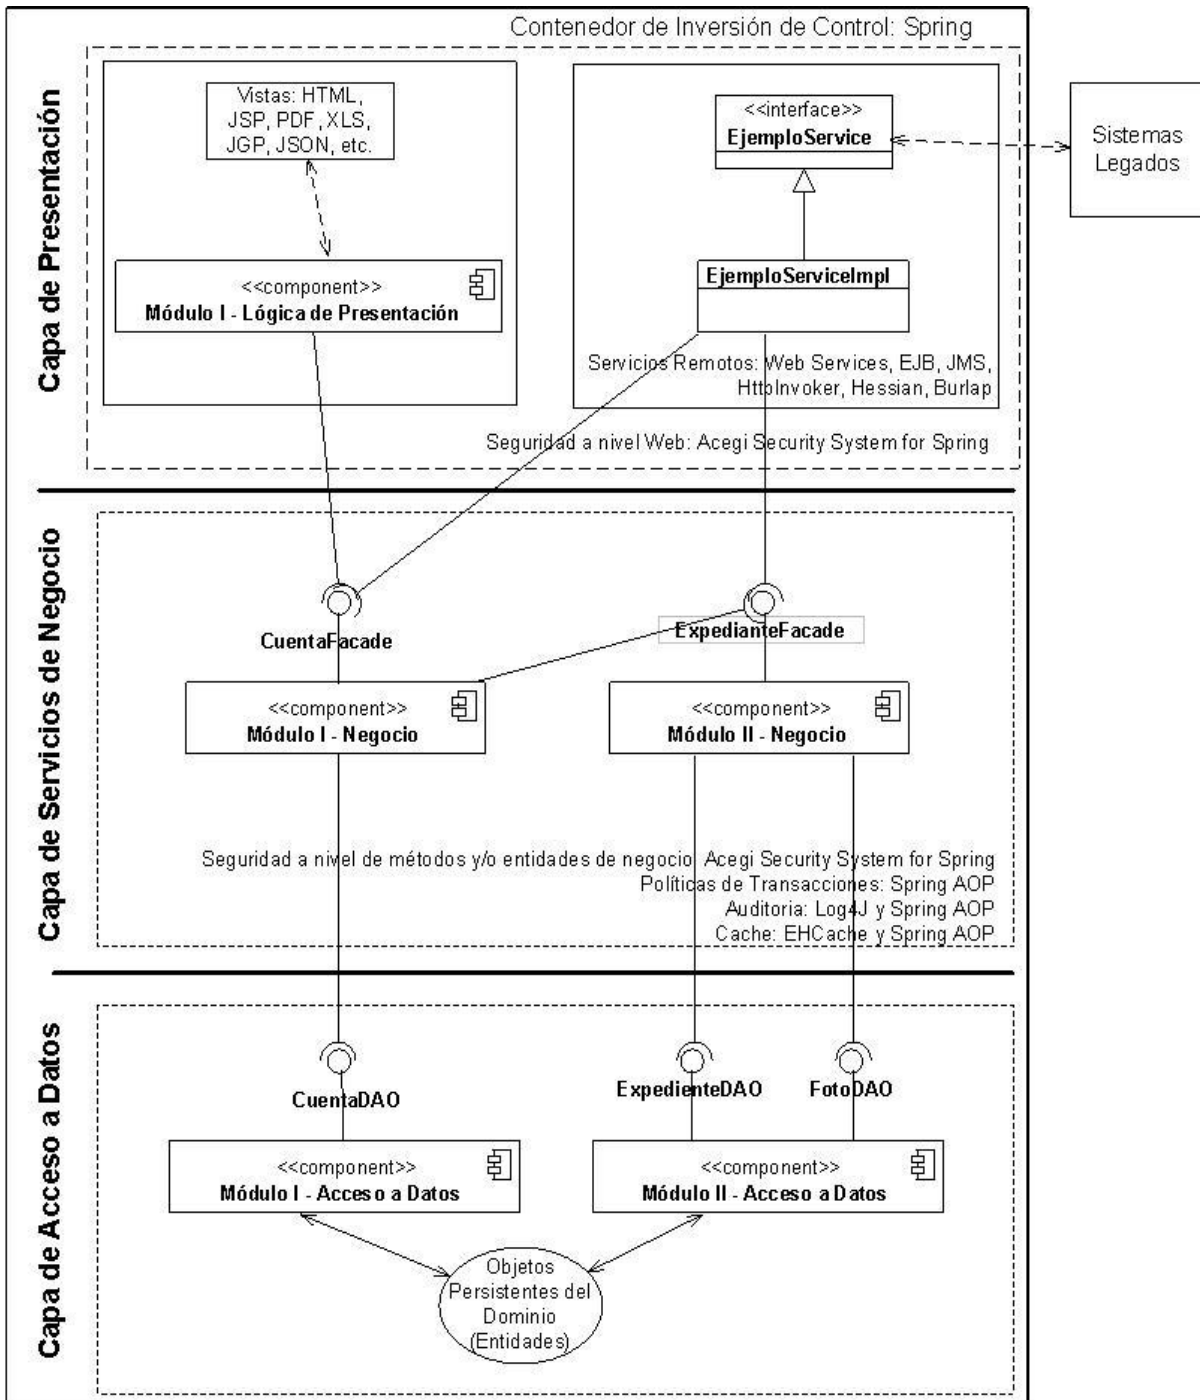 Contenedor de Inversión de Control: Spring
Capa de Presentación
Vistas: HTML,
JSP, PDF, XLS,
JGP, JSON, etc.
<<component>>
Módulo I - Lógica de Presentación
<<interface>>
EjemploService
EjemploServiceImpl
Servicios Remotos: Web Services, EJB, JMS,
HttpInvoker, Hessian, Burlap
Sistemas
Legados
Seguridad a nivel Web: Acegi Security System for Spring
Capa de Servicios de Negocio
CuentaFacade
ExpedianteFacade
<<component>>
Módulo I - Negocio
<<component>>
Módulo II - Negocio
Seguridad a nivel de métodos y/o entidades de negocio: Acegi Security System for Spring
Políticas de Transacciones: Spring AOP
Auditoria: Log4J y Spring AOP
Cache: EHCache y Spring AOP
Capa de Acceso a Datos
CuentaDAO
ExpedienteDAO
FotoDAO
<<component>>
Módulo I - Acceso a Datos
<<component>>
Módulo II - Acceso a Datos
Objetos
Persistentes del
Dominio
(Entidades)